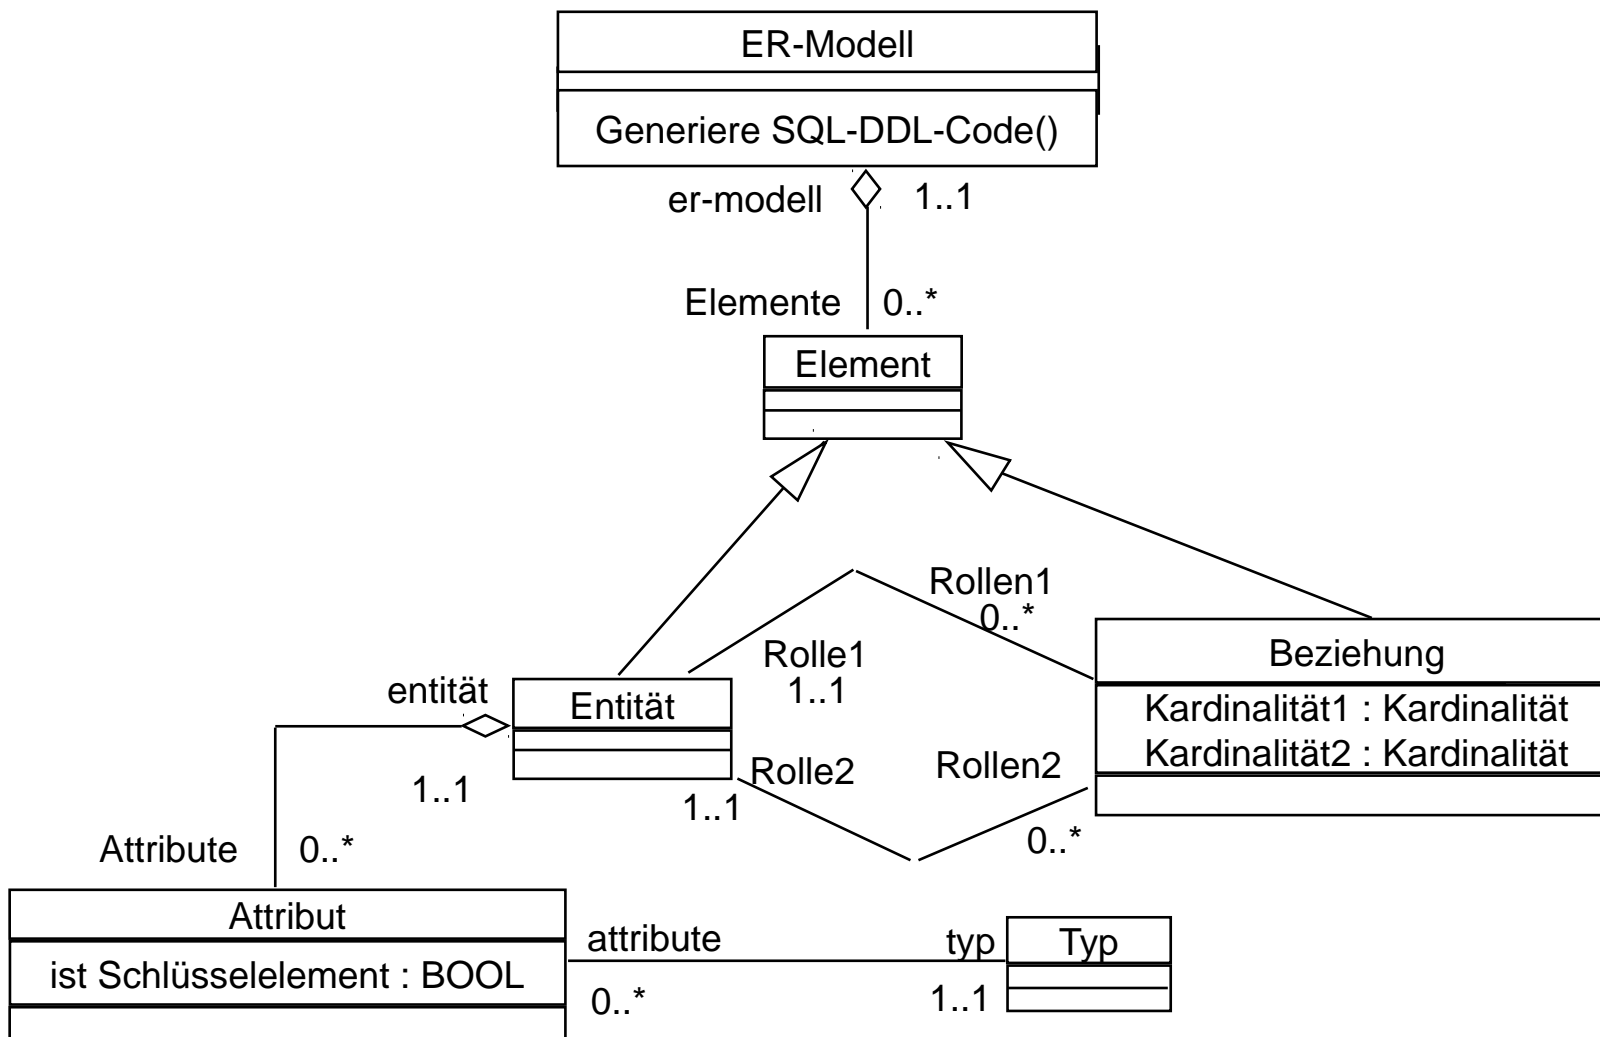 ER-Modell
Generiere SQL-DDL-Code()
er-modell
1..1
Elemente
0..*
Element
Rollen1
0..*
Rolle1
1..1
Beziehung
Kardinalität1 : Kardinalität
Kardinalität2 : Kardinalität
entität
Entität
1..1
Rolle2
1..1
Rollen2
0..*
Attribute
0..*
Attribut
ist Schlüsselelement : BOOL
attribute
0..*
typ
1..1
Typ